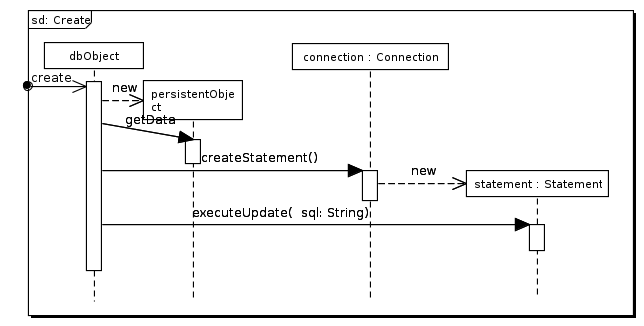 sd: Create
dbObject
connection : Connection
create
new
persistentObje
ct
getData
createStatement()
new
statement : Statement
executeUpdate(  sql: String)